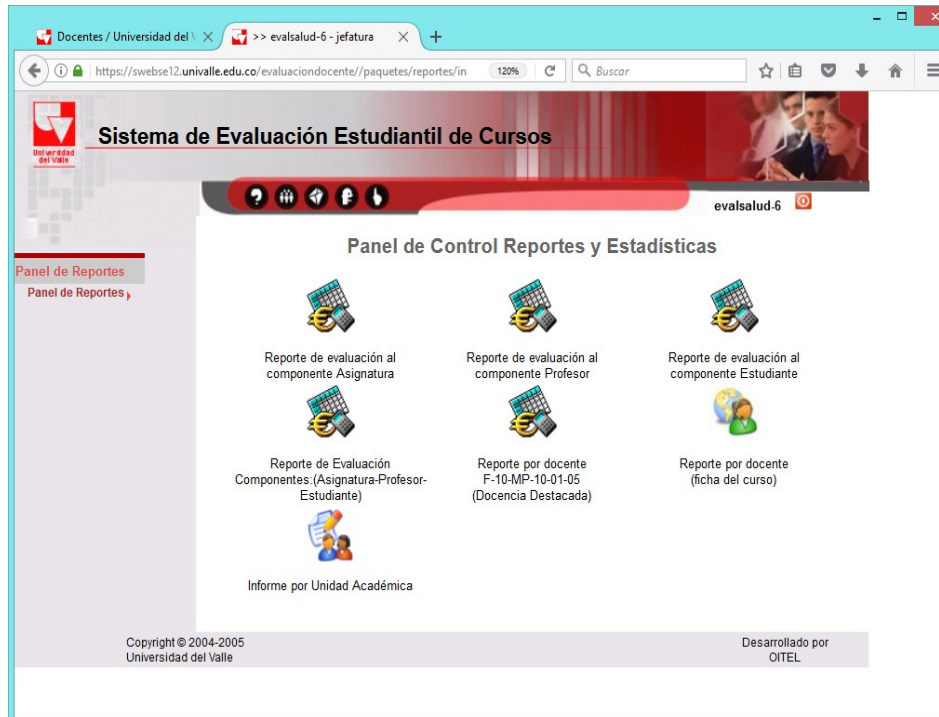 Docentes / Universidad del \
>> evalsalud-6 - jefatura
https://swebse12.univalle.edu.co/evaluaciondocente//paquetes/reportes/in
120%
Buscar
Universidad
del Valle
Sistema de Evaluación Estudiantil de Cursos
evalsalud-6
Panel de Control Reportes y Estadísticas
Panel de Reportes
Panel de Reportes
Reporte de evaluación al
componente Asignatura
Reporte de evaluación al
componente Profesor
Reporte de evaluación al
componente Estudiante
Reporte de Evaluación
Componentes:(Asignatura-Profesor-
Estudiante)
Reporte por docente
F-10-MP-10-01-05
(Docencia Destacada)
Reporte por docente
(ficha del curso)
Informe por Unidad Académica
Copyright © 2004-2005
Universidad del Valle
Desarrollado por
OITEL